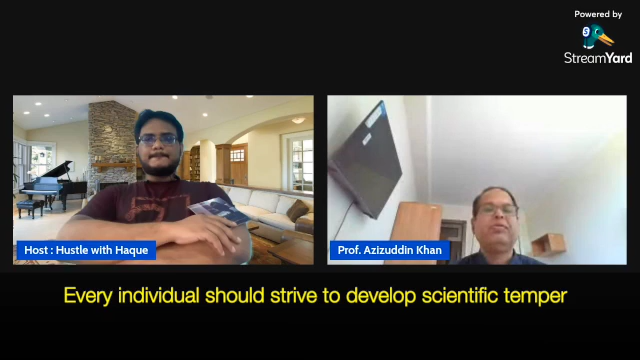 Powered by
StreamYard
Host : Hustle with Haque
Prof. Azizuddin Khan
Every individual should strive to develop scientific temper